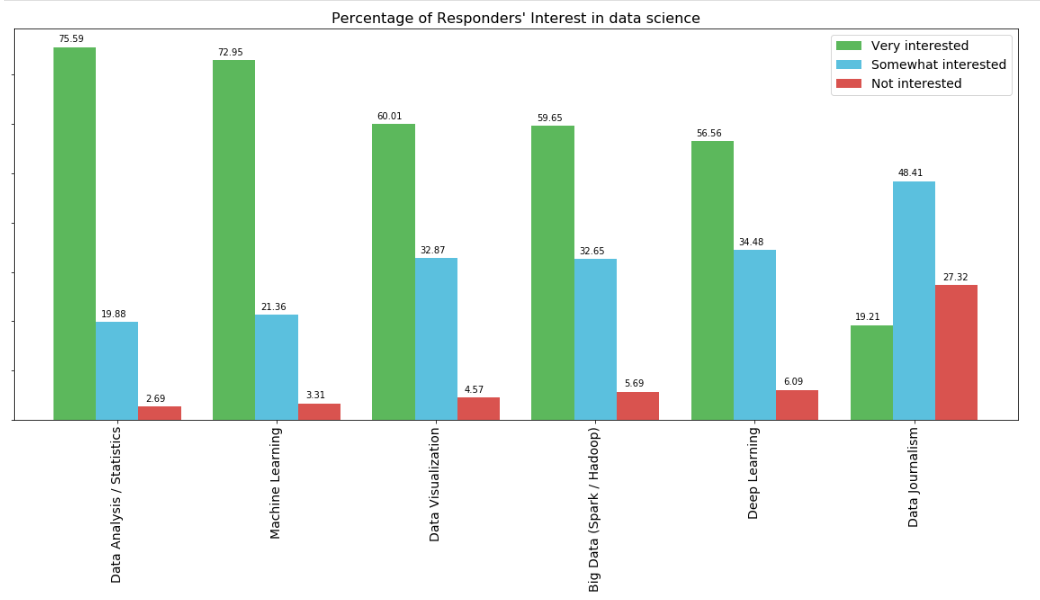 Percentage of Responders' Interest in data science
Very interested
Somewhat interested
Not interested
75.59
19.88
2.69
72.95
21.36
3.31
60.01
32.87
4.57
59.65
32.65
5.69
56.56
34.48
6.09
19.21
48.41
27.32
Data Analysis / Statistics
Machine Learning
Data Visualization
Big Data (Spark / Hadoop)
Deep Learning
Data Journalism